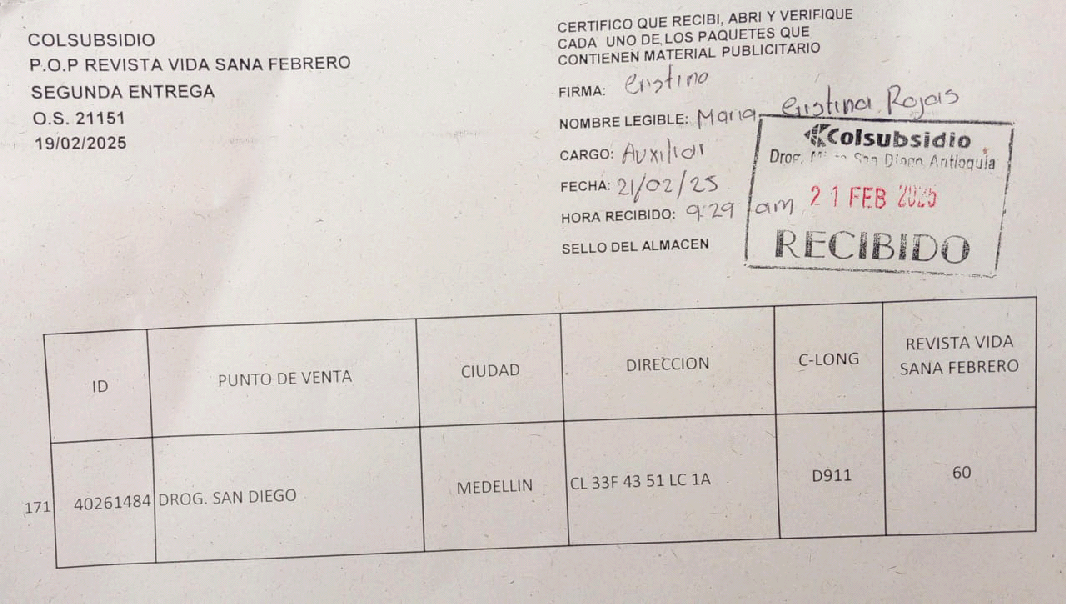 COLSUBSIDIO
P.O.P REVISTA VIDA SANA FEBRERO
SEGUNDA ENTREGA
O.S. 21151
19/02/2025
CERTIFICO QUE RECIBI, ABRI Y VERIFIQUE
CADA UNO DE LOS PAQUETES QUE
CONTIENEN MATERIAL PUBLICITARIO
FIRMA: Cristina
NOMBRE LEGIBLE: Maria Cristina Rojas
CARGO: Auxiliar
FECHA: 21/02/25
HORA RECIBIDO: 9:29 am
SELLO DEL ALMACEN
Colsubsidio
Drog. San Diego Antioquia
21 FEB 2025
RECIBIDO
ID PUNTO DE VENTA CIUDAD DIRECCION C-LONG REVISTA VIDA SANA FEBRERO
171 40261484 DROG. SAN DIEGO MEDELLIN CL 33F 43 51 LC 1A D911 60